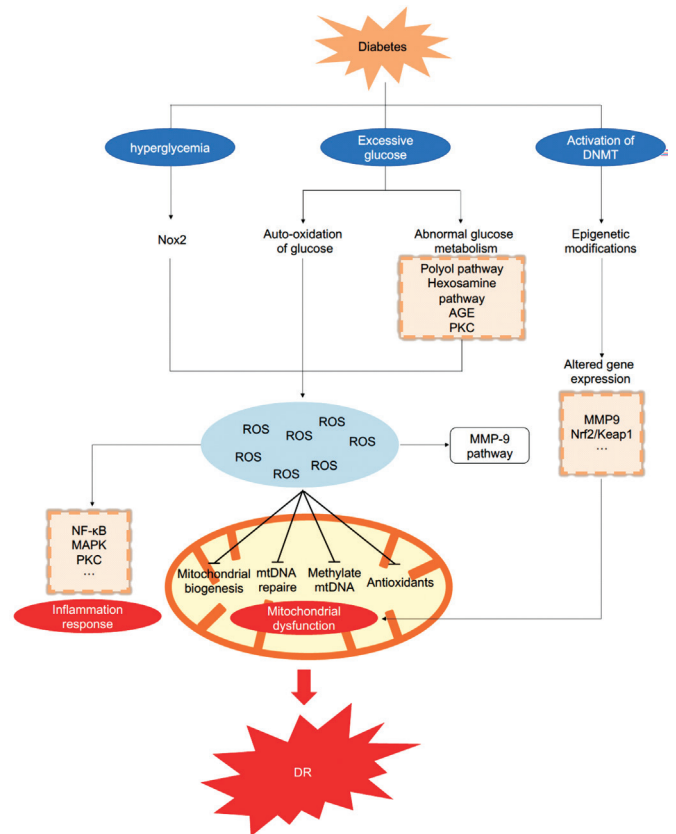 Diabetes
hyperglycemia
Excessive
glucose
Activation of
DNMT
Nox2
Auto-oxidation
of glucose
Abnormal glucose
metabolism
Epigenetic
modifications
Polyol pathway
Hexosamine
pathway
AGE
PKC
Altered gene
expression
MMP9
Nrf2/Keap1
...
ROS
ROS
ROS
ROS
ROS
ROS
ROS
ROS
MMP-9
pathway
NF-κB
MAPK
PKC
...
Inflammation
response
Mitochondrial
biogenesis
mtDNA
repaire
Methylate
mtDNA
Antioxidants
Mitochondrial
dysfunction
DR